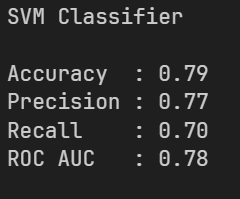 SVM Classifier
Accuracy  : 0.79
Precision : 0.77
Recall    : 0.70
ROC AUC   : 0.78